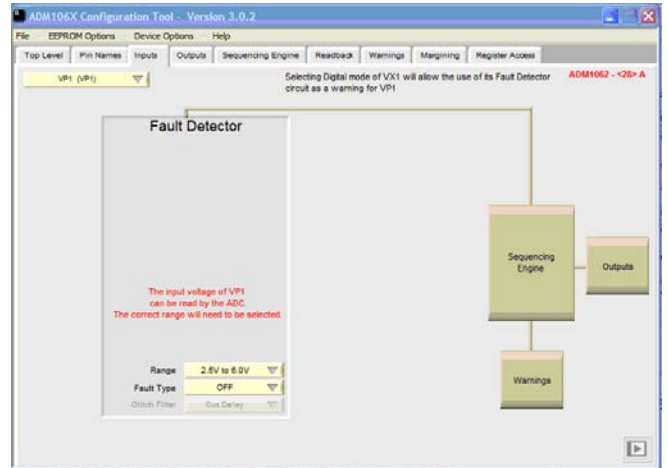 ADM106X Configuration Tool - Version 3.0.2
File EEPROM Options Device Options Help
Top Level Pin Names Inputs Outputs Sequencing Engine Readback Warnings Margining Register Access
VP1 (VP1)
Selecting Digital mode of VX1 will allow the use of its Fault Detector
circuit as a warning for VP1
ADM1062 - <28> A
Fault Detector
The input voltage of VP1
can be read by the ADC.
The correct range will need to be selected.
Sequencing
Engine
Outputs
Warnings
Range 2.5V to 6.0V
Fault Type OFF
Glitch Filter 0us Delay